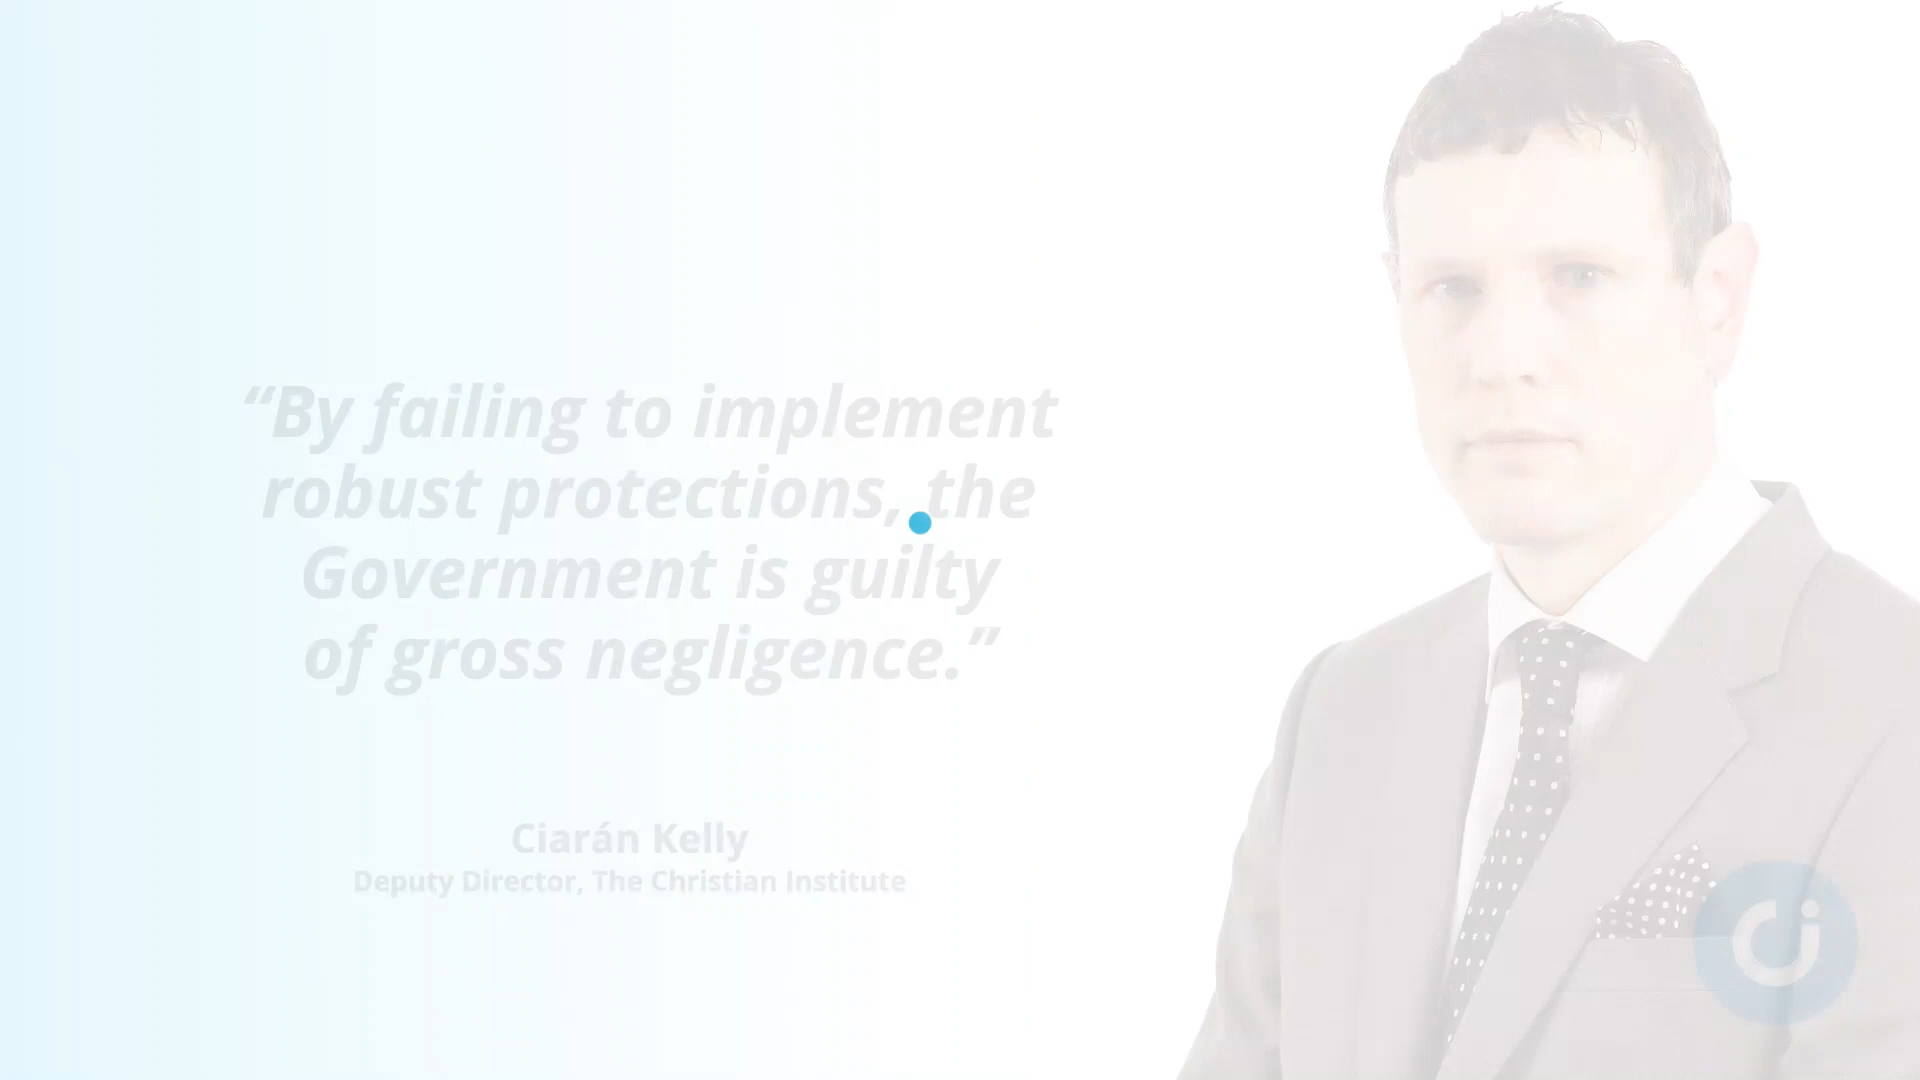 “By failing to implement
robust protections, the
Government is guilty
of gross negligence.”
Ciarán Kelly
Deputy Director, The Christian Institute
ci